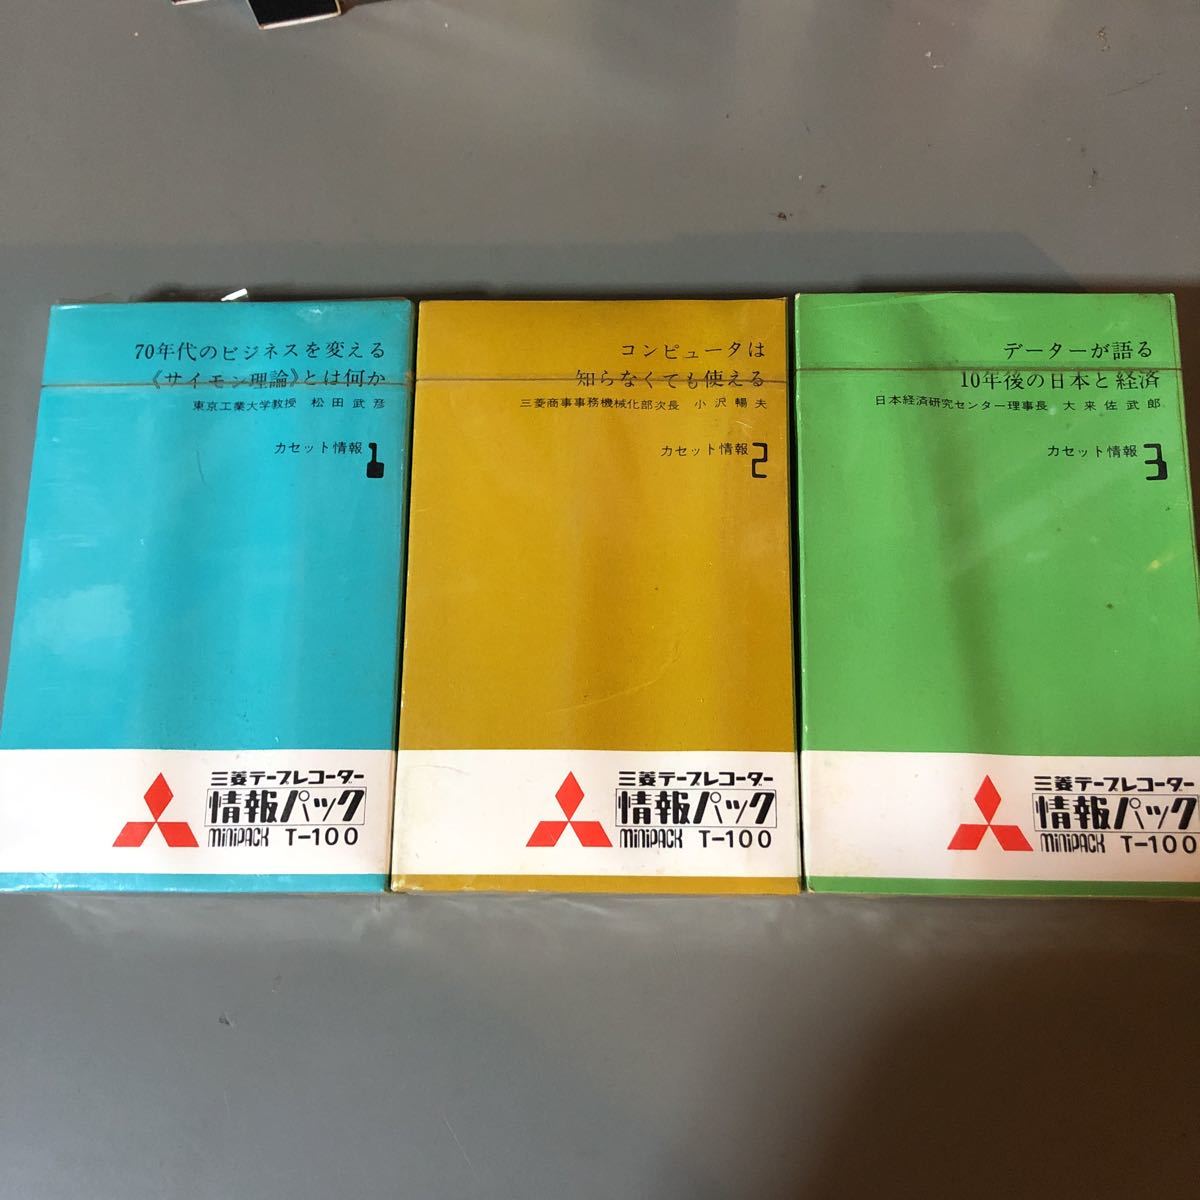 70年代のビジネスを変える
《サイモン理論》とは何か
東京工業大学教授 松田武彦
カセット情報 1
三菱テープレコーダー
情報パック
MINIPACK T-100
コンピュータは
知らなくても使える
三菱商事事務機械化部次長 小沢暢夫
カセット情報 2
三菱テープレコーダー
情報パック
MINIPACK T-100
データーが語る
10年後の日本と経済
日本経済研究センター理事長 大来佐武郎
カセット情報 3
三菱テープレコーダー
情報パック
MINIPACK T-100